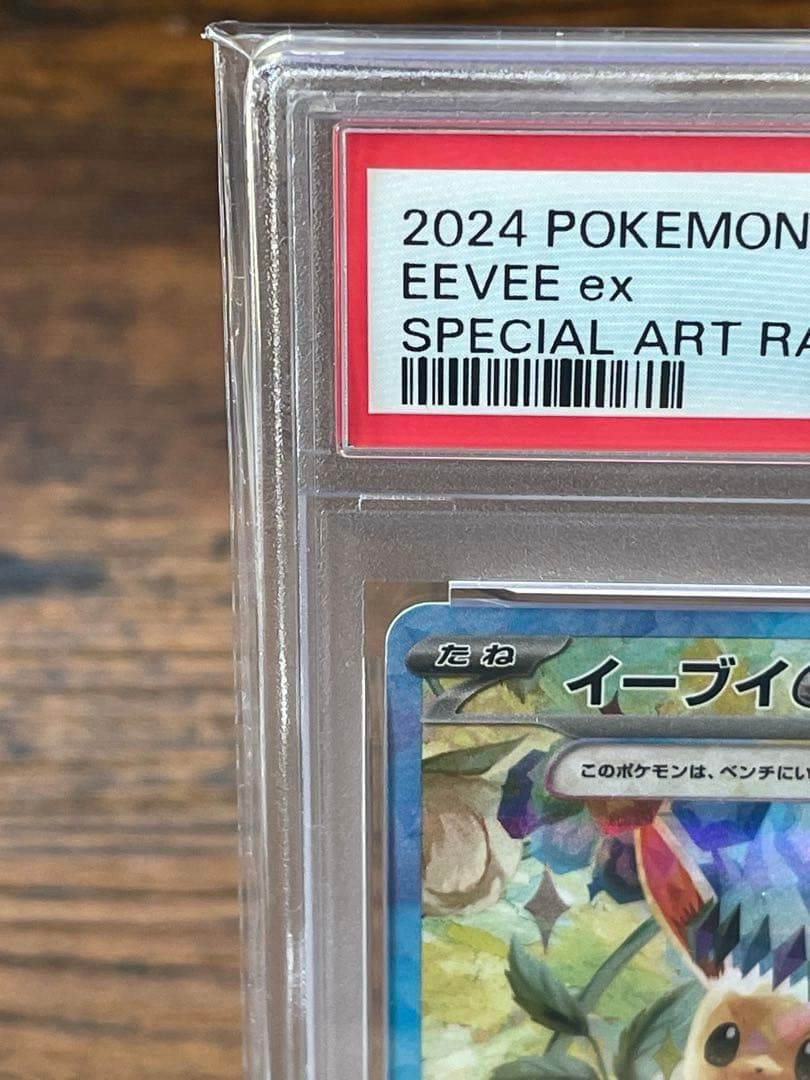 2024 POKEMON
EEVEE ex
SPECIAL ART RA
たね
イーブイ
このポケモンは、ベンチにい